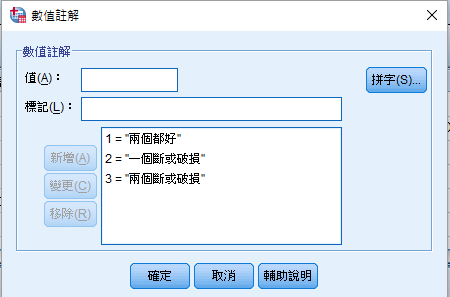 數值註解
數值註解
值(A)：
拼字(S)...
標記(L)：
1 = "兩個都好"
2 = "一個斷或破損"
3 = "兩個斷或破損"
新增(A)
變更(C)
移除(R)
確定
取消
輔助說明